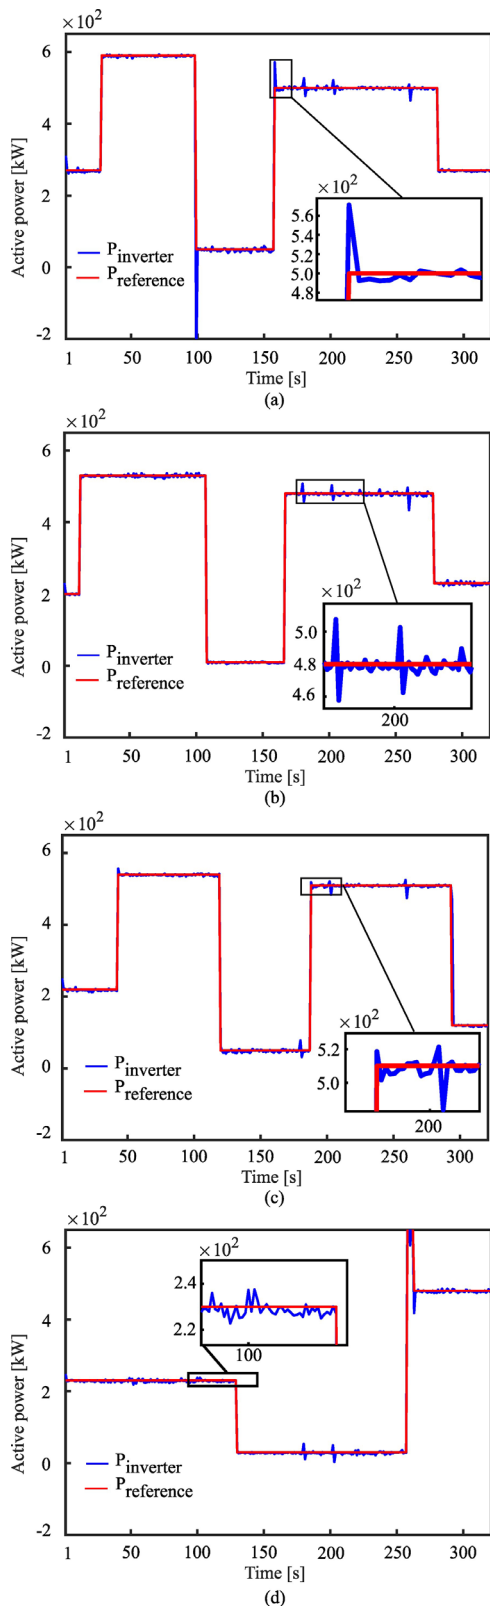 ×10²
6
4
2
0
-2
Active power [kW]
×10²
5.6
5.4
5.2
5.0
4.8
P_inverter
P_reference
1 50 100 150 200 250 300
Time [s]
(a)
×10²
6
4
2
0
-2
Active power [kW]
×10²
5.0
4.8
4.6
200
P_inverter
P_reference
1 50 100 150 200 250 300
Time [s]
(b)
×10²
6
4
2
0
-2
Active power [kW]
×10²
5.2
5.0
200
P_inverter
P_reference
1 50 100 150 200 250 300
Time [s]
(c)
×10²
6
4
2
0
-2
Active power [kW]
×10²
2.4
2.2
100
P_inverter
P_reference
1 50 100 150 200 250 300
Time [s]
(d)